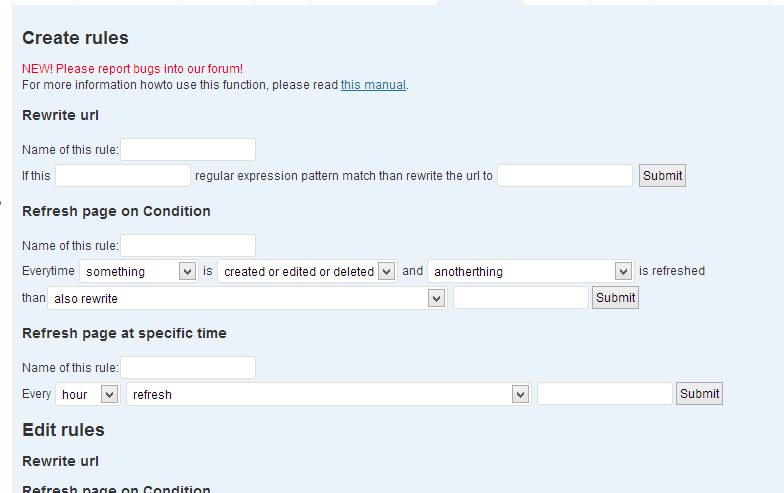 Create rules
NEW! Please report bugs into our forum!
For more information howto use this function, please read this manual.
Rewrite url
Name of this rule:
If this regular expression pattern match than rewrite the url to Submit
Refresh page on Condition
Name of this rule:
Everytime something is created or edited or deleted and anotherthing is refreshed
than also rewrite Submit
Refresh page at specific time
Name of this rule:
Every hour refresh Submit
Edit rules
Rewrite url
Refresh page on Condition